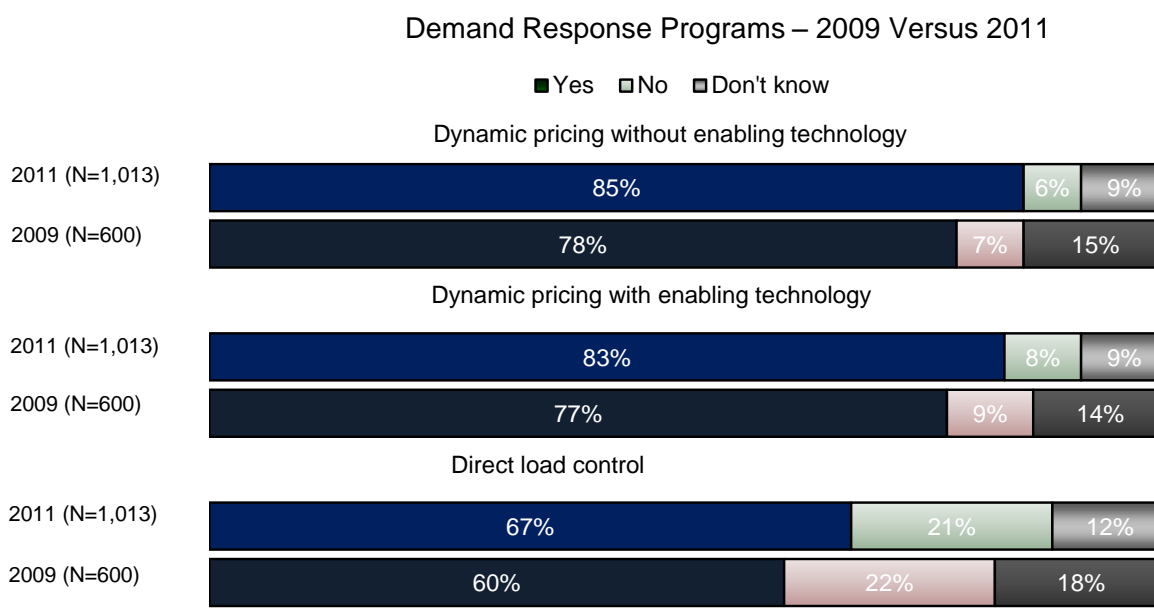 Demand Response Programs – 2009 Versus 2011
Yes No Don't know
Dynamic pricing without enabling technology
2011 (N=1,013) 85% 6% 9%
2009 (N=600) 78% 7% 15%
Dynamic pricing with enabling technology
2011 (N=1,013) 83% 8% 9%
2009 (N=600) 77% 9% 14%
Direct load control
2011 (N=1,013) 67% 21% 12%
2009 (N=600) 60% 22% 18%